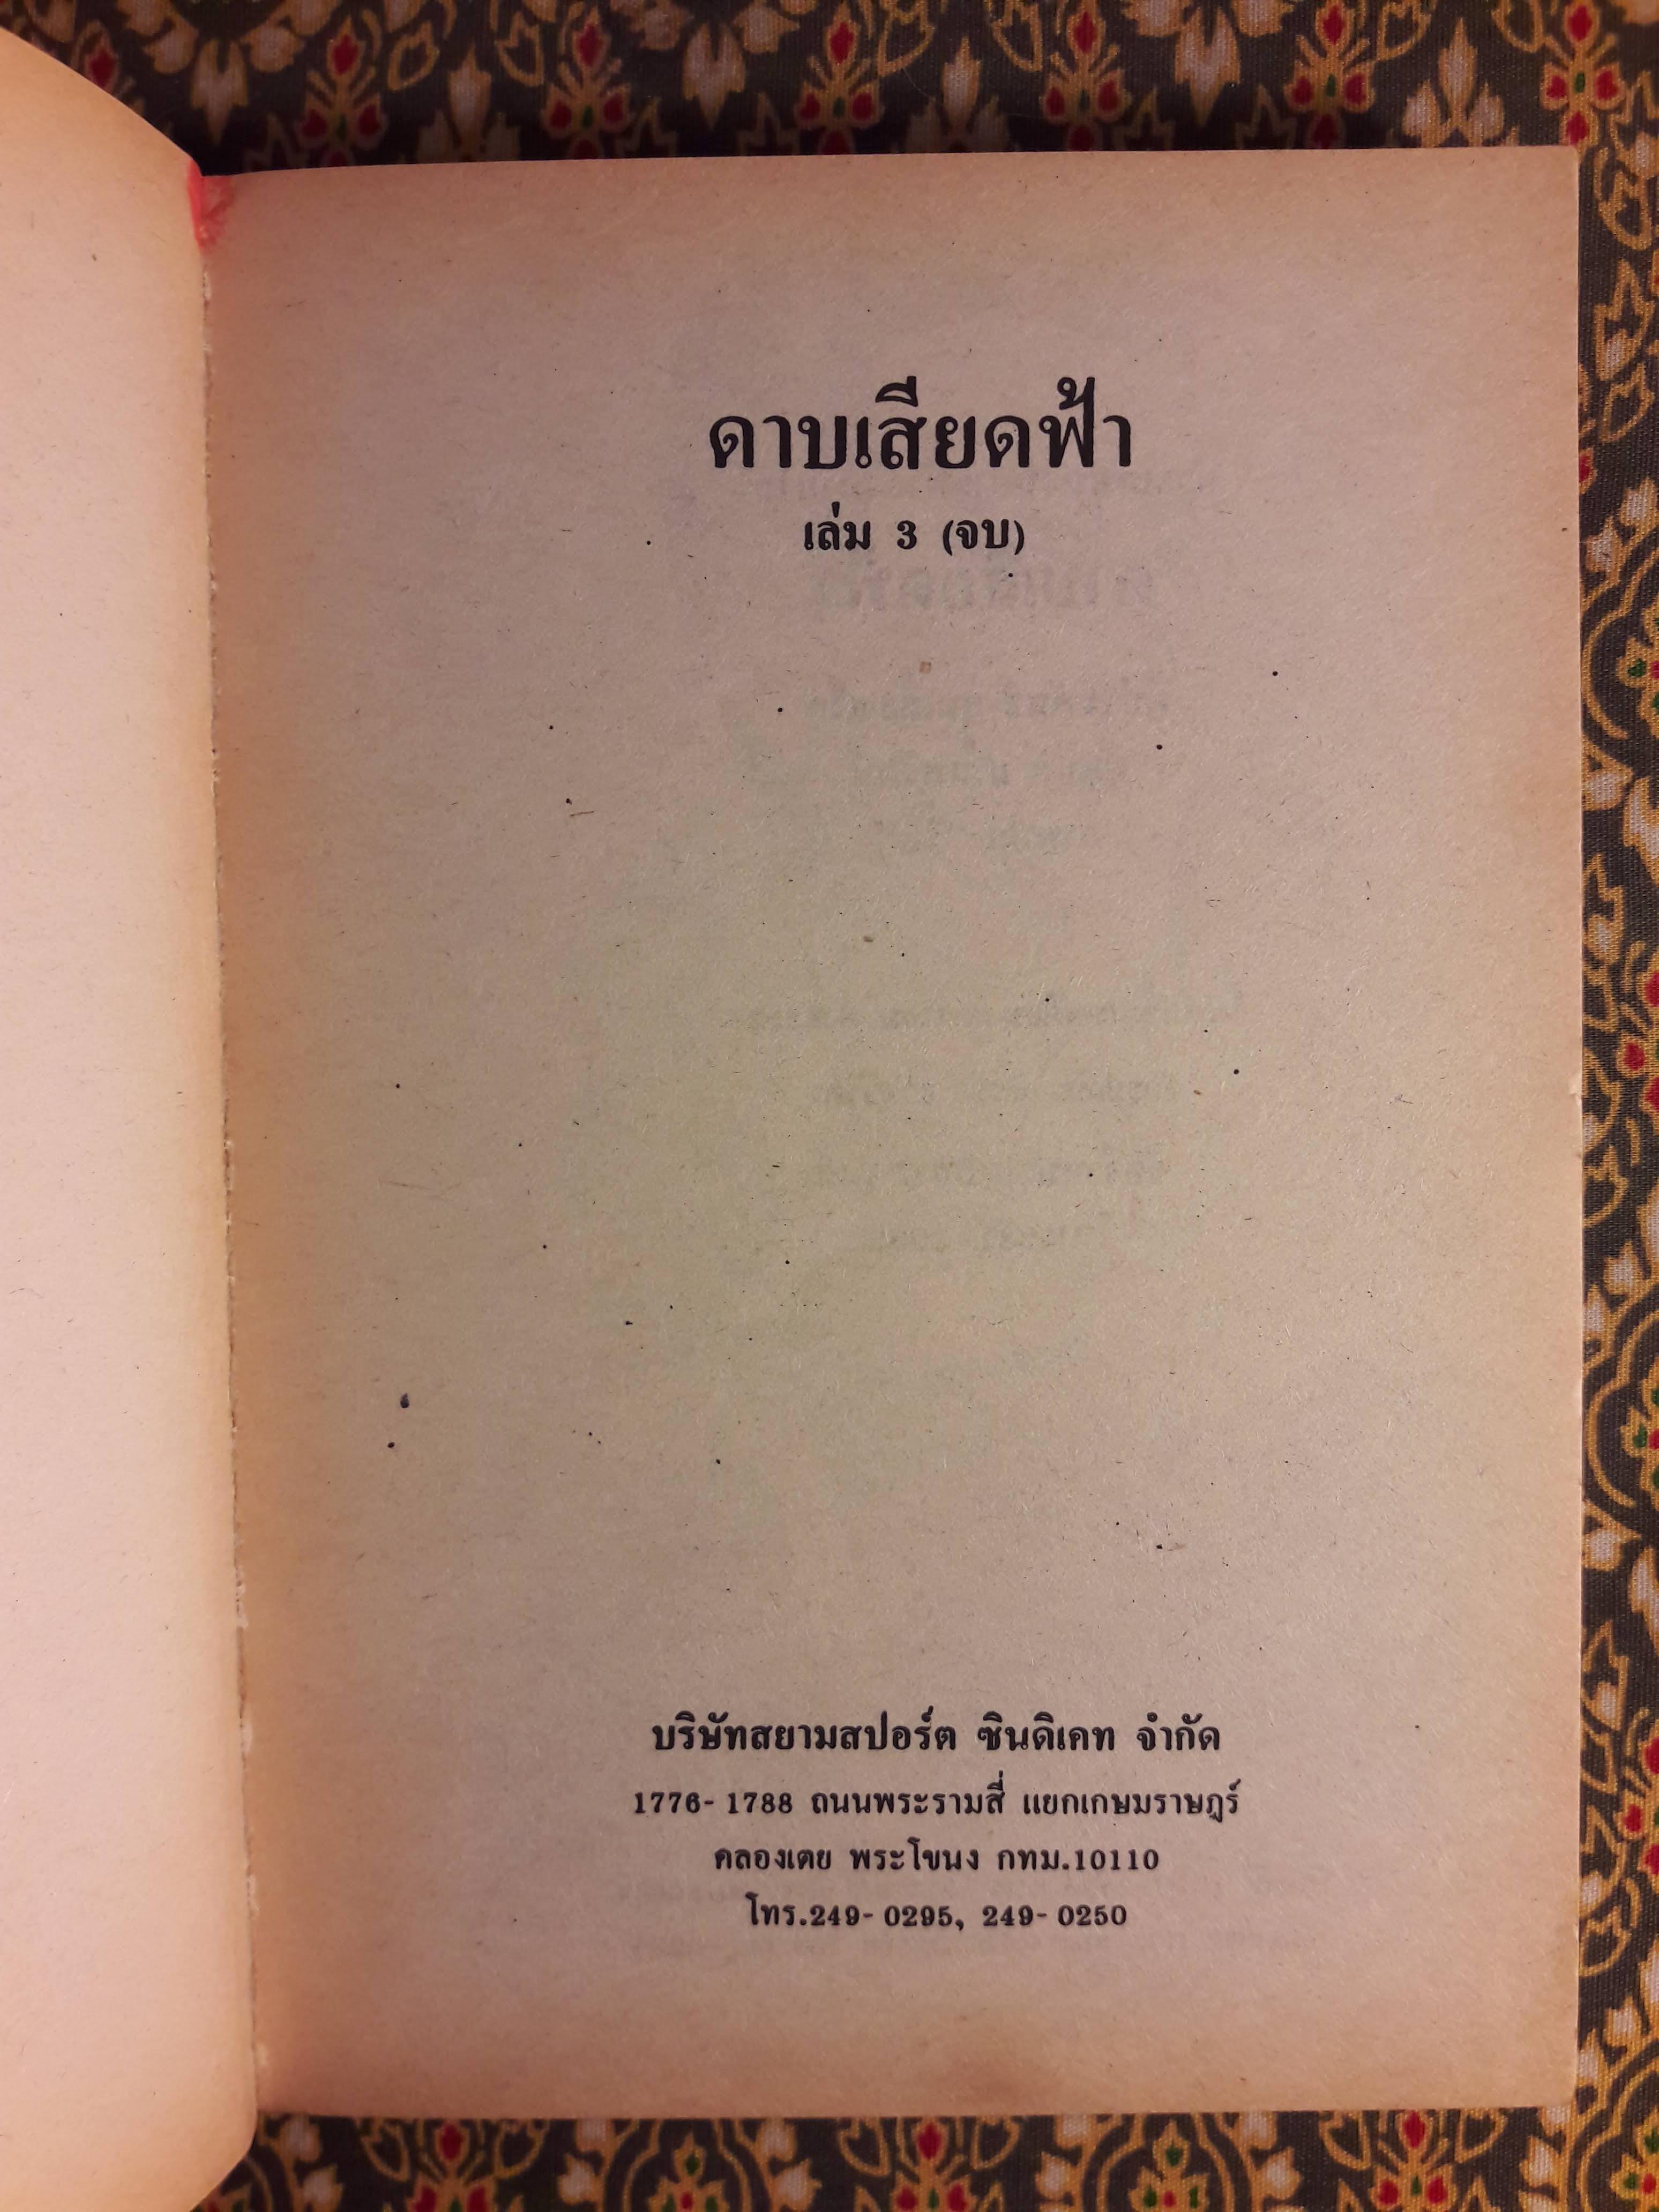 ดาบเสียดฟ้า
เล่ม 3 (จบ)
บริษัทสยามสปอร์ต ซินดิเคท จำกัด
1776-1788 ถนนพระรามสี่ แยกเกษมราษฎร์
คลองเตย พระโขนง กทม.10110
โทร.249-0295, 249-0250